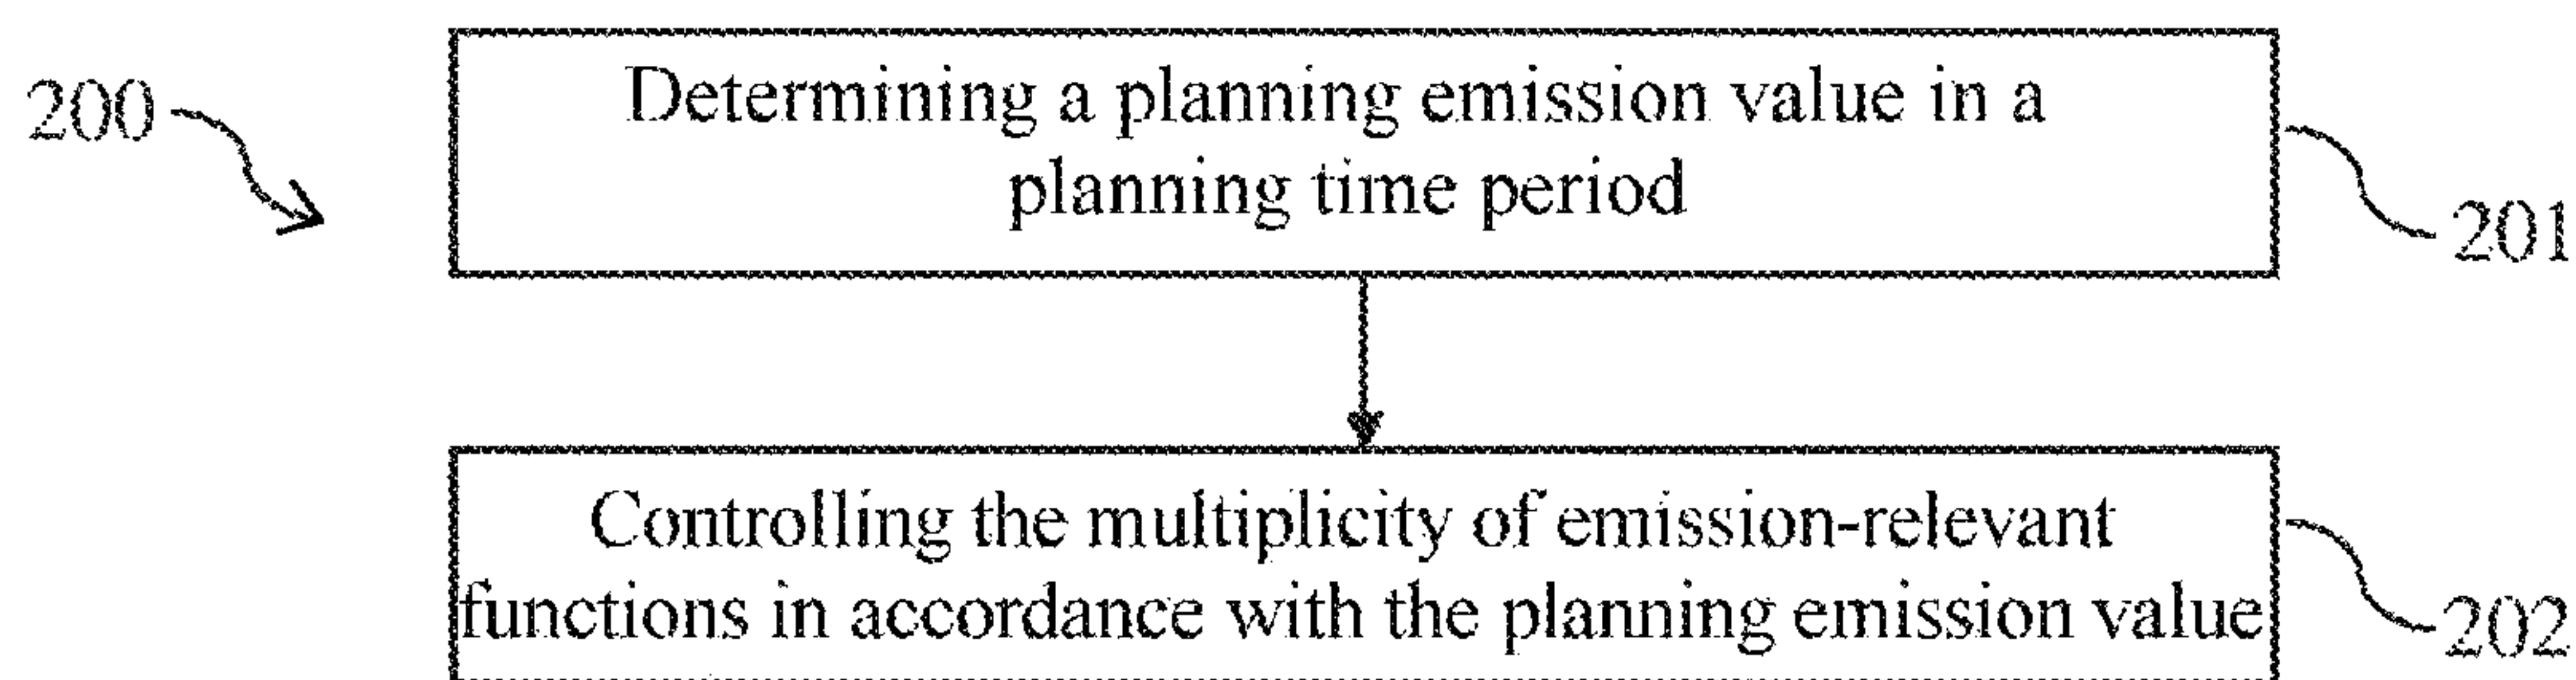 200
Determining a planning emission value in a
planning time period
201
Controlling the multiplicity of emission-relevant
functions in accordance with the planning emission value
202